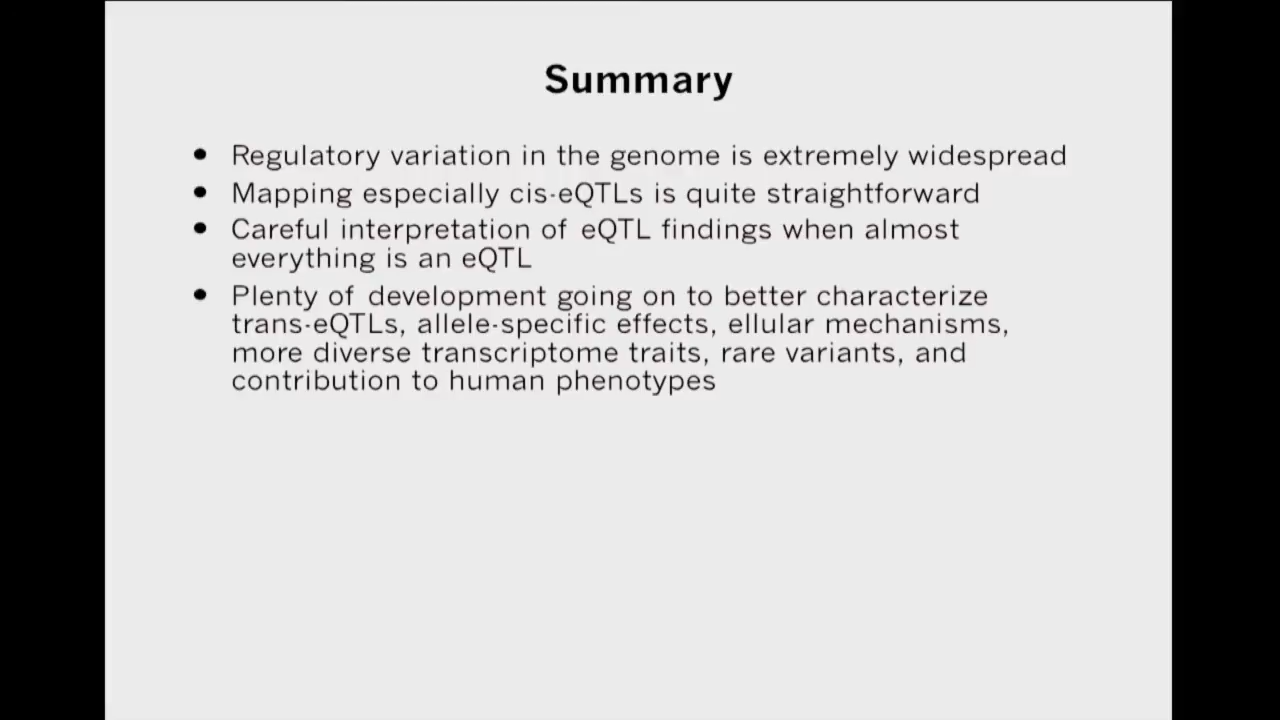 Summary
• Regulatory variation in the genome is extremely widespread
• Mapping especially cis-eQTLs is quite straightforward
• Careful interpretation of eQTL findings when almost
everything is an eQTL
• Plenty of development going on to better characterize
trans-eQTLs, allele-specific effects, ellular mechanisms,
more diverse transcriptome traits, rare variants, and
contribution to human phenotypes